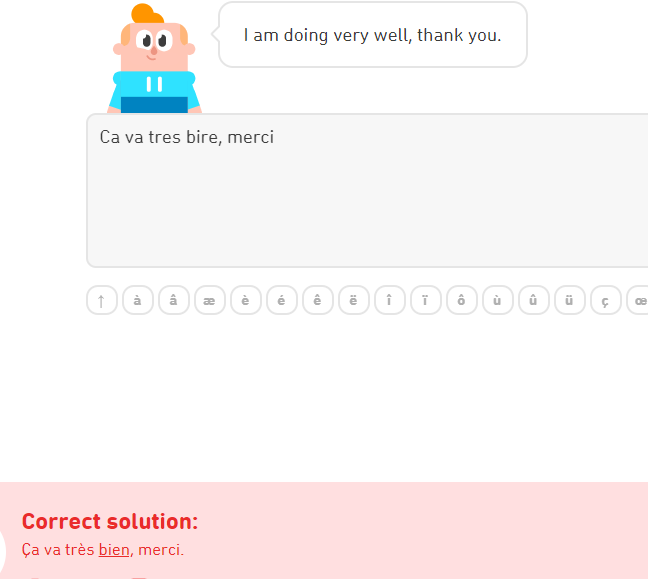 I am doing very well, thank you.
Ca va tres bire, merci
↑ à â æ è é ê ë î ï ô ù û ü ç œ
Correct solution:
Ça va très bien, merci.